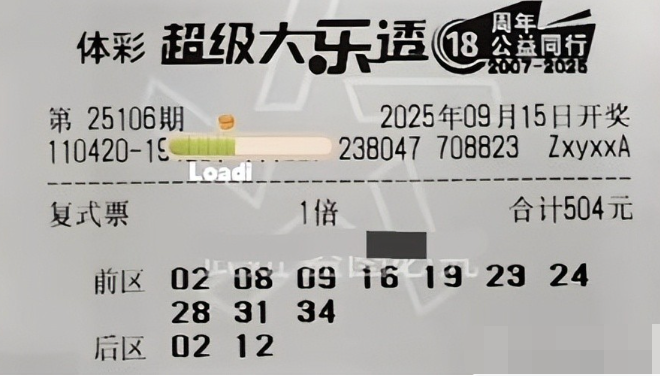 体彩 超级大乐透 18 周年
公益同行
2007-2025
第 25106期 2025年09月15日开奖
110420-19 238047 708823 ZxyxxA
Loadi
复式票 1倍 合计504元
前区 02 08 09 16 19 23 24
28 31 34
后区 02 12